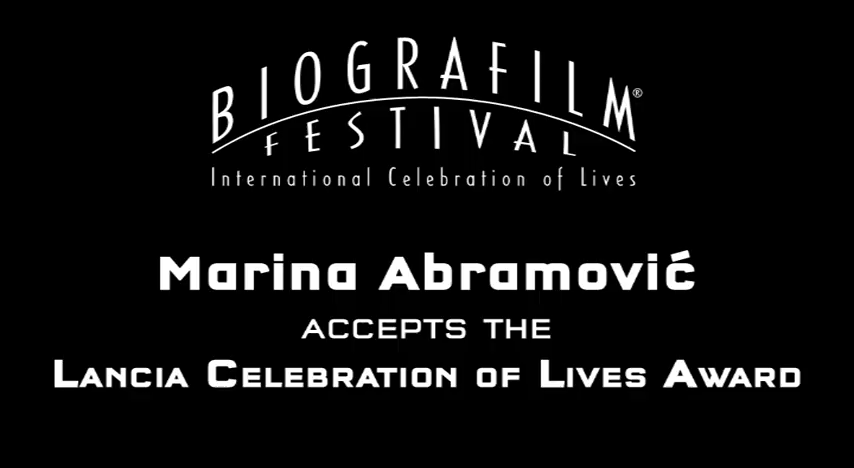 BIOGRAFILM®
FESTIVAL
International Celebration of Lives
Marina Abramović
ACCEPTS THE
LANCIA CELEBRATION OF LIVES AWARD